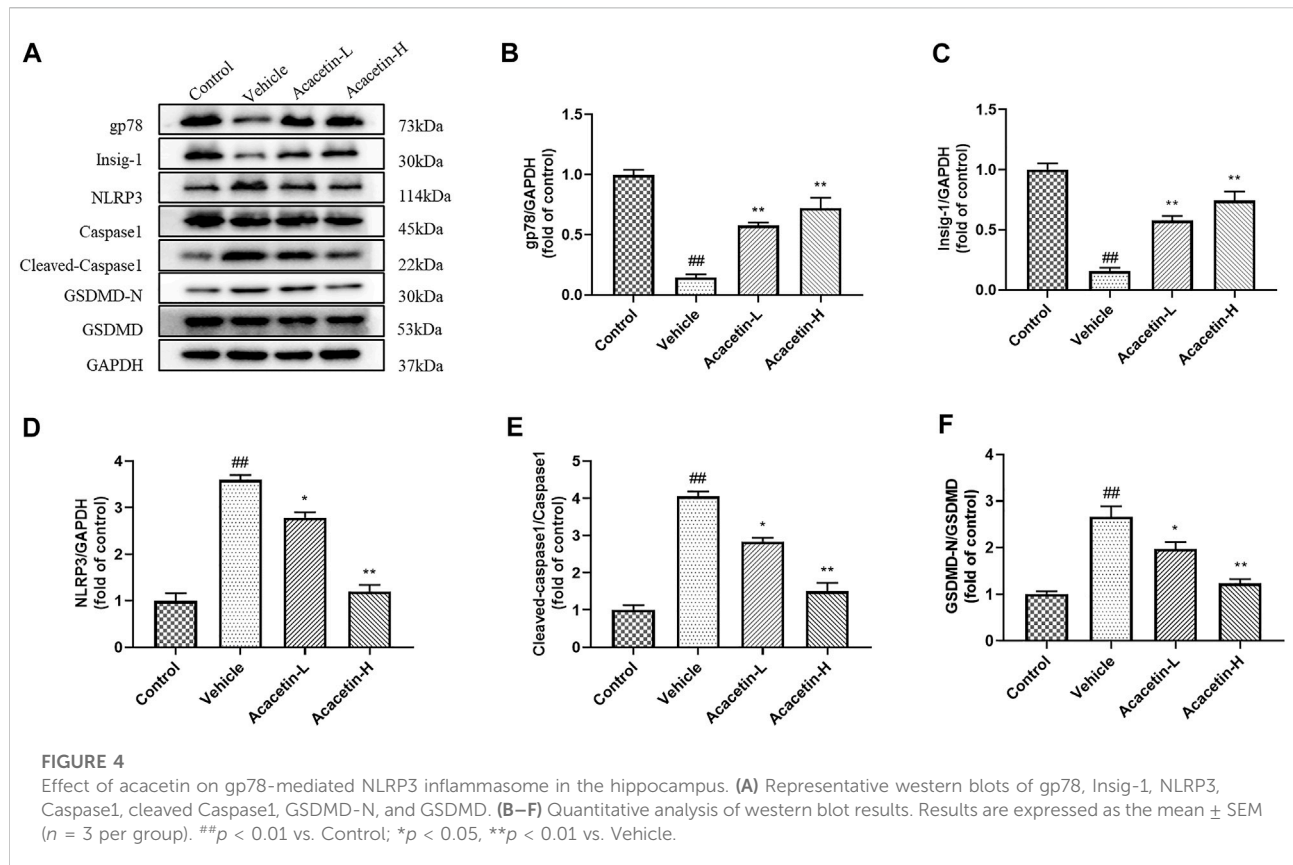 A
Control Vehicle Acacetin-L Acacetin-H
gp78 73kDa
Insig-1 30kDa
NLRP3 114kDa
Caspase1 45kDa
Cleaved-Caspase1 22kDa
GSDMD-N 30kDa
GSDMD 53kDa
GAPDH 37kDa
B
gp78/GAPDH
(fold of control)
1.5
1.0
0.5
0.0
##
**
**
Control Vehicle Acacetin-L Acacetin-H
C
Insig-1/GAPDH
(fold of control)
1.5
1.0
0.5
0.0
##
**
**
Control Vehicle Acacetin-L Acacetin-H
D
NLRP3/GAPDH
(fold of control)
4
3
2
1
0
##
*
**
Control Vehicle Acacetin-L Acacetin-H
E
Cleaved-caspase1/Caspase1
(fold of control)
5
4
3
2
1
0
##
*
**
Control Vehicle Acacetin-L Acacetin-H
F
GSDMD-N/GSDMD
(fold of control)
4
3
2
1
0
##
*
**
Control Vehicle Acacetin-L Acacetin-H
FIGURE 4
Effect of acacetin on gp78-mediated NLRP3 inflammasome in the hippocampus. (A) Representative western blots of gp78, Insig-1, NLRP3,
Caspase1, cleaved Caspase1, GSDMD-N, and GSDMD. (B–F) Quantitative analysis of western blot results. Results are expressed as the mean ± SEM
(n = 3 per group). ##p < 0.01 vs. Control; *p < 0.05, **p < 0.01 vs. Vehicle.